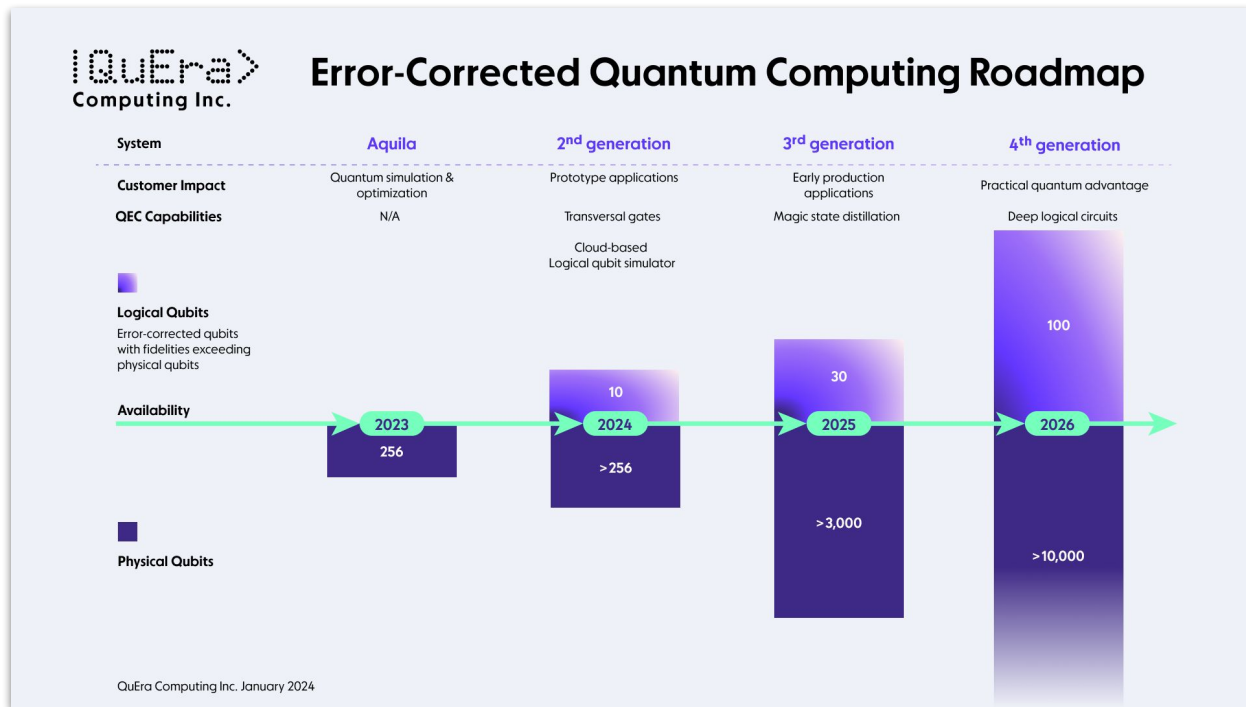 |QuEra>
Computing Inc.
Error-Corrected Quantum Computing Roadmap
System
Aquila
2nd generation
3rd generation
4th generation
Customer Impact
Quantum simulation &
optimization
Prototype applications
Early production
applications
Practical quantum advantage
QEC Capabilities
N/A
Transversal gates
Cloud-based
Logical qubit simulator
Magic state distillation
Deep logical circuits
Logical Qubits
Error-corrected qubits
with fidelities exceeding
physical qubits
10
30
100
Availability
2023
2024
2025
2026
256
>256
>3,000
>10,000
Physical Qubits
QuEra Computing Inc. January 2024